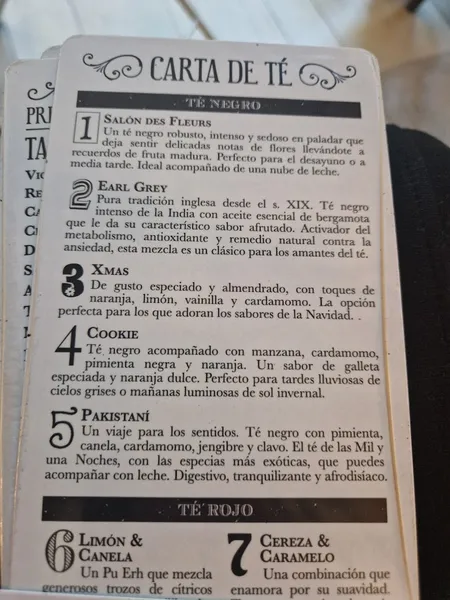 CARTA DE TÉ
TÉ NEGRO
1 SALÓN DES FLEURS
Un té negro robusto, intenso y sedoso en paladar que
deja sentir delicadas notas de flores llevándote a
recuerdos de fruta madura. Perfecto para el desayuno o a
media tarde. Ideal acompañado de una nube de leche.
2 EARL GREY
Pura tradición inglesa desde el s. XIX. Té negro
intenso de la India con aceite esencial de bergamota
que le da su característico sabor afrutado. Activador del
metabolismo, antioxidante y remedio natural contra la
ansiedad, esta mezcla es un clásico para los amantes del té.
3 XMAS
De gusto especiado y almendrado, con toques de
naranja, limón, vainilla y cardamomo. La opción
perfecta para los que adoran los sabores de la Navidad. .
4 COOKIE
Té negro acompañado con manzana, cardamomo,
pimienta negra y naranja. Un sabor de galleta
especiada y naranja dulce. Perfecto para tardes lluviosas de
cielos grises o mañanas luminosas de sol invernal.
5 PAKISTANÍ
Un viaje para los sentidos. Té negro con pimienta,
canela, cardamomo, jengibre y clavo. El té de las Mil y
una Noches, con las especias más exóticas, que puedes
acompañar con leche. Digestivo, tranquilizante y afrodisíaco.
TÉ ROJO
6 LIMÓN &
CANELA
Un Pu Erh que mezcla
generosos trozos de cítricos
7 CEREZA &
CARAMELO
Una combinación que
enamora por su suavidad.